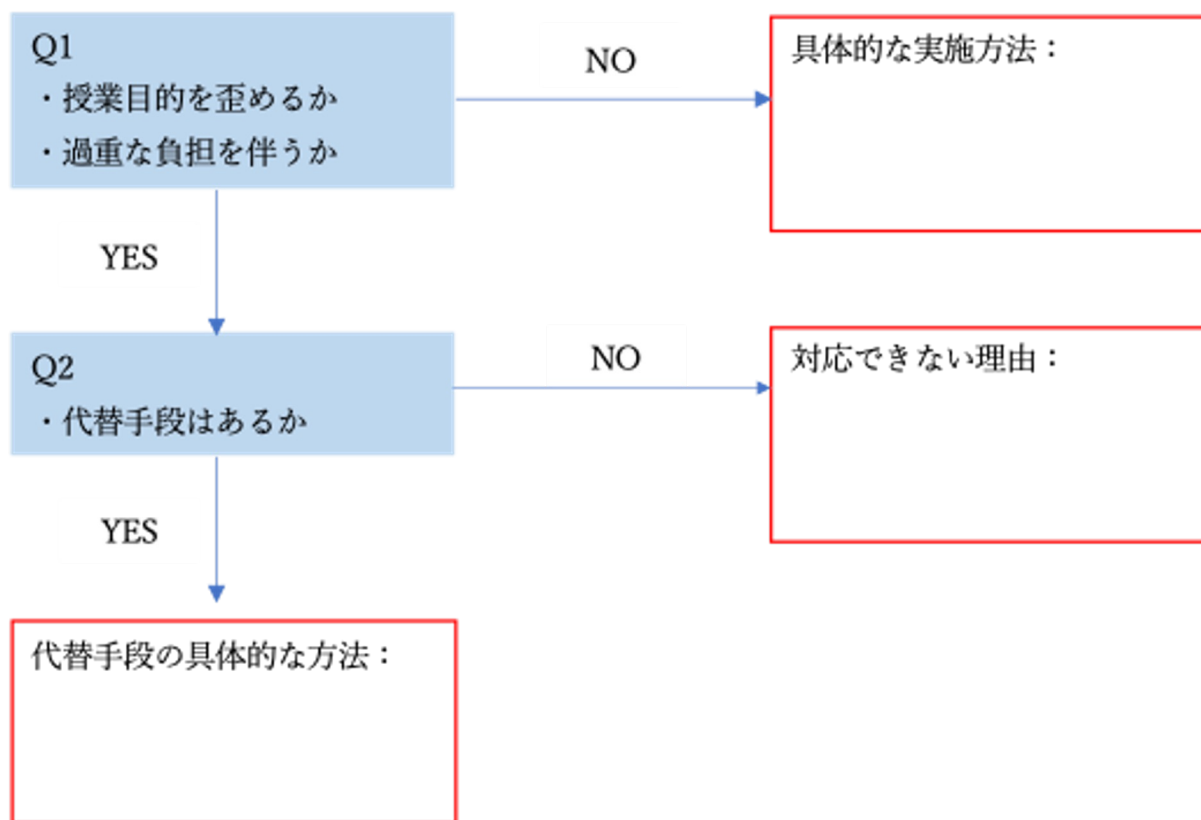 Q1
・授業目的を歪めるか
・過重な負担を伴うか
NO
具体的な実施方法：
YES
Q2
・代替手段はあるか
NO
対応できない理由：
YES
代替手段の具体的な方法：